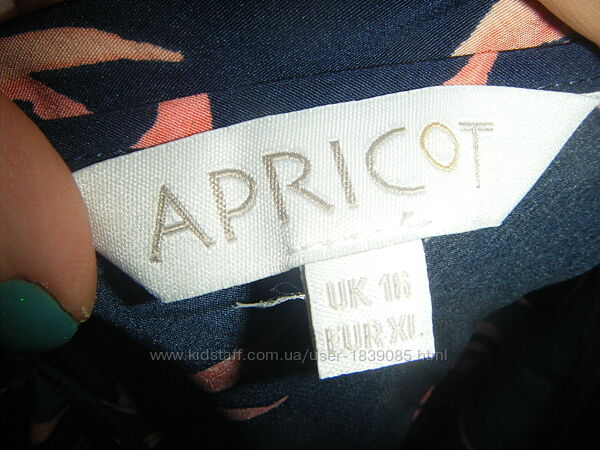 APRICOT
UK 16
EUR XL
www.kidstaff.com.ua/user-1839085.html